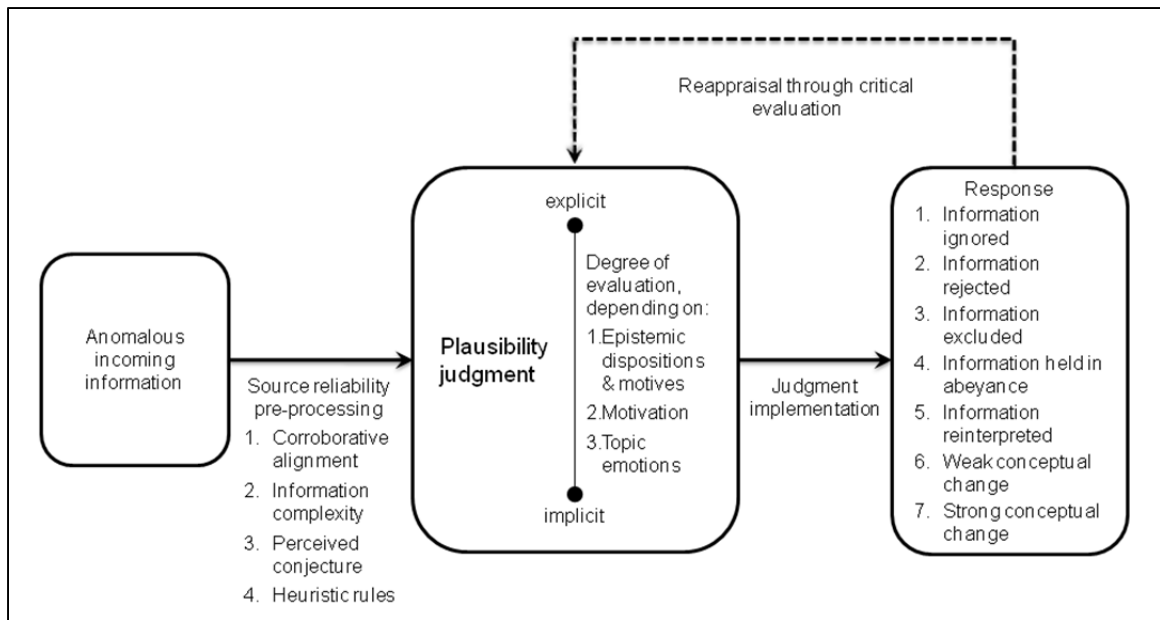 Reappraisal through critical
evaluation
Anomalous
incoming
information
Source reliability
pre-processing
1. Corroborative
alignment
2. Information
complexity
3. Perceived
conjecture
4. Heuristic rules
Plausibility
judgment
explicit
Degree of
evaluation,
depending on:
1.Epistemic
dispositions
& motives
2.Motivation
3.Topic
emotions
implicit
Judgment
implementation
Response
1. Information
ignored
2. Information
rejected
3. Information
excluded
4. Information held in
abeyance
5. Information
reinterpreted
6. Weak conceptual
change
7. Strong conceptual
change